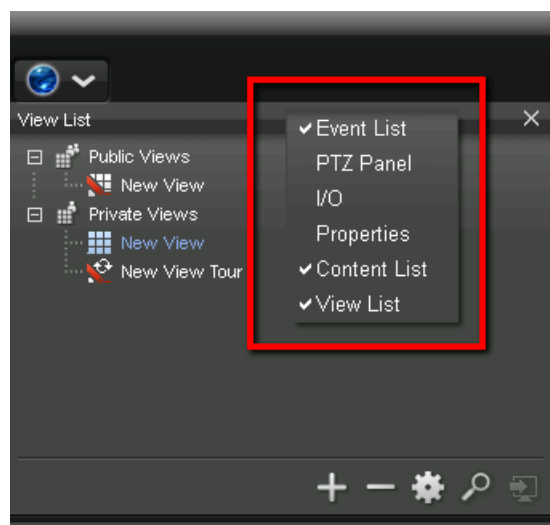 View List
Public Views
New View
Private Views
New View
New View Tour
Event List
PTZ Panel
I/O
Properties
Content List
View List